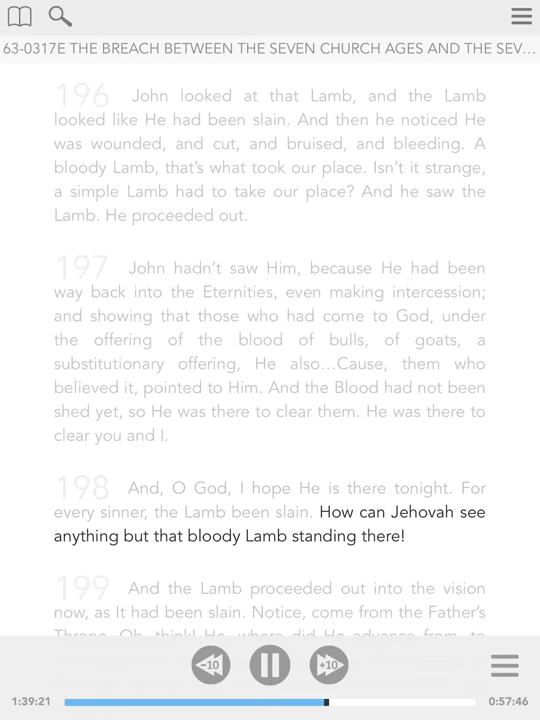 63-0317E THE BREACH BETWEEN THE SEVEN CHURCH AGES AND THE SEV...
196 John looked at that Lamb, and the Lamb
looked like He had been slain. And then he noticed He
was wounded, and cut, and bruised, and bleeding. A
bloody Lamb, that's what took our place. Isn't it strange,
a simple Lamb had to take our place? And he saw the
Lamb. He proceeded out.
197 John hadn't saw Him, because He had been
way back into the Eternities, even making intercession;
and showing that those who had come to God, under
the offering of the blood of bulls, of goats, a
substitutionary offering, He also...Cause, them who
believed it, pointed to Him. And the Blood had not been
shed yet, so He was there to clear them. He was there to
clear you and I.
198 And, O God, I hope He is there tonight. For
every sinner, the Lamb been slain. How can Jehovah see
anything but that bloody Lamb standing there!
199 And the Lamb proceeded out into the vision
now, as It had been slain. Notice, come from the Father's
Throne. Oh, think! He, where did He advance from, to
-10
+10
1:39:21
0:57:46